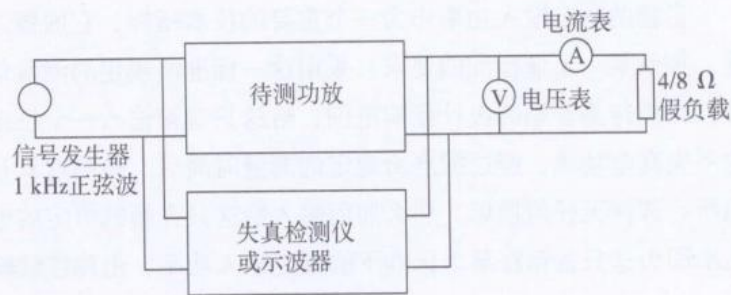 电流表
A
待测功放
V 电压表
4/8 Ω
假负载
信号发生器
1 kHz正弦波
失真检测仪
或示波器